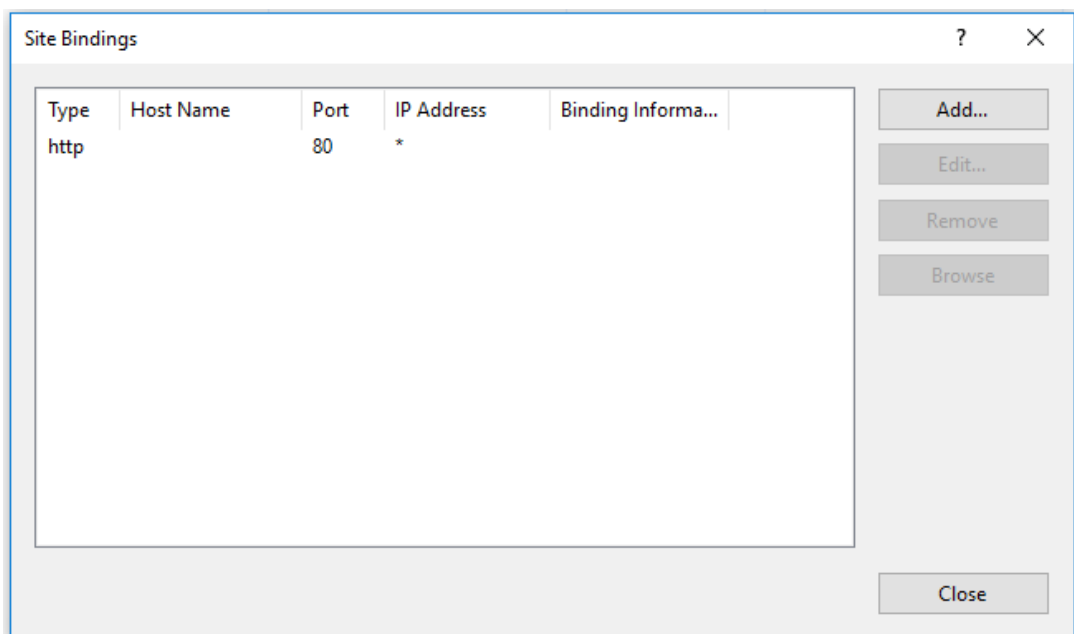 Site Bindings ? ×
Type Host Name Port IP Address Binding Informa...
http 80 *
Add...
Edit...
Remove
Browse
Close